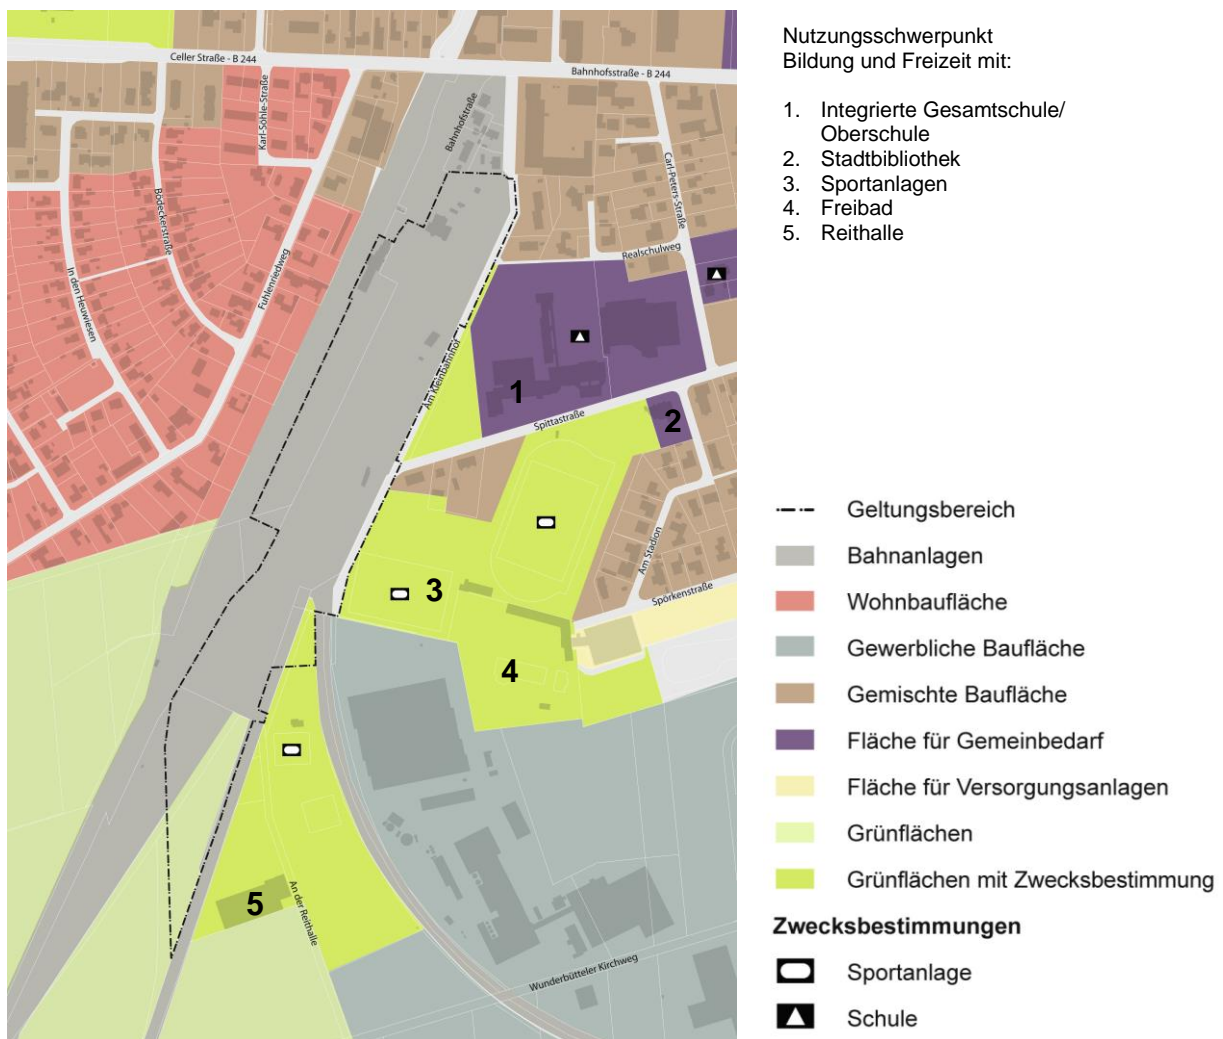 Celler Straße - B 244
Bahnhofsstraße - B 244
Karl-Söhle-Straße
Bahnhofstraße
Carl-Peters-Straße
Bödeckerstraße
In den Heuwiesen
Fuhlenriedweg
Realschulweg
Am Kleinbahnhof
1
Spittastraße
2
Am Stadion
3
Spörkenstraße
4
5
An der Reithalle
Wunderbütteler Kirchweg
Nutzungsschwerpunkt
Bildung und Freizeit mit:
1. Integrierte Gesamtschule/
Oberschule
2. Stadtbibliothek
3. Sportanlagen
4. Freibad
5. Reithalle
Geltungsbereich
Bahnanlagen
Wohnbaufläche
Gewerbliche Baufläche
Gemischte Baufläche
Fläche für Gemeinbedarf
Fläche für Versorgungsanlagen
Grünflächen
Grünflächen mit Zwecksbestimmung
Zwecksbestimmungen
Sportanlage
Schule